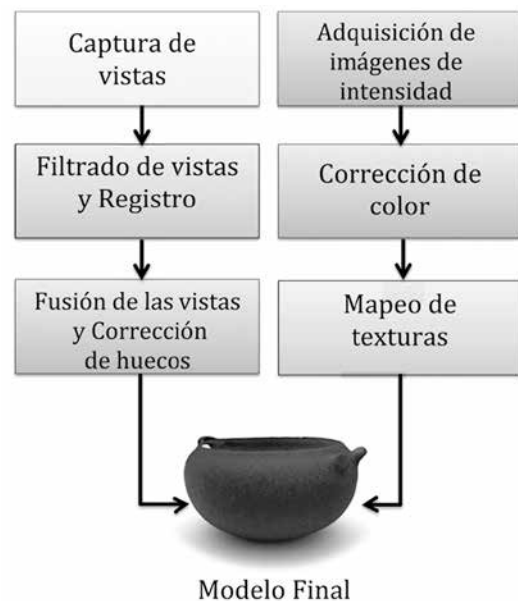 Captura de
vistas
Filtrado de vistas
y Registro
Fusión de las vistas
y Corrección
de huecos
Adquisición de
imágenes de
intensidad
Corrección de
color
Mapeo de
texturas
Modelo Final